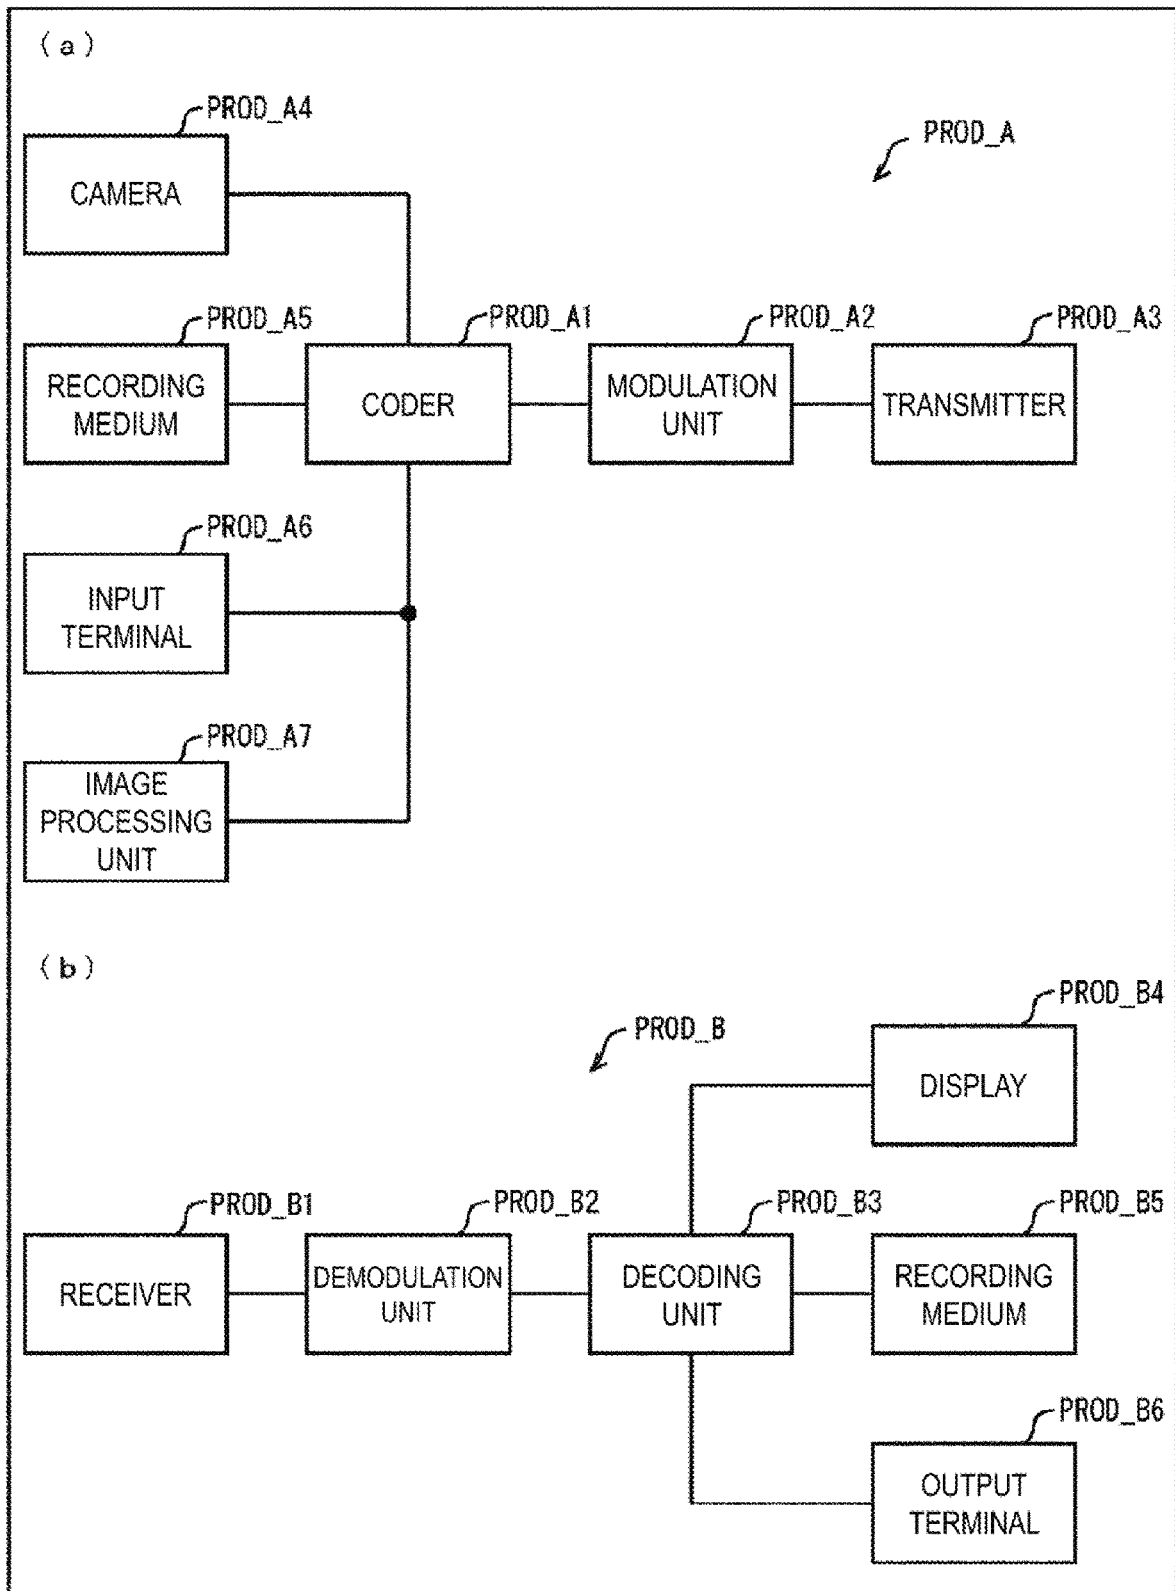 (a)
PROD_A4
PROD_A
CAMERA
PROD_A5
PROD_A1
PROD_A2
PROD_A3
RECORDING
MEDIUM
CODER
MODULATION
UNIT
TRANSMITTER
PROD_A6
INPUT
TERMINAL
PROD_A7
IMAGE
PROCESSING
UNIT
(b)
PROD_B4
PROD_B
DISPLAY
PROD_B1
PROD_B2
PROD_B3
PROD_B5
RECEIVER
DEMODULATION
UNIT
DECODING
UNIT
RECORDING
MEDIUM
PROD_B6
OUTPUT
TERMINAL